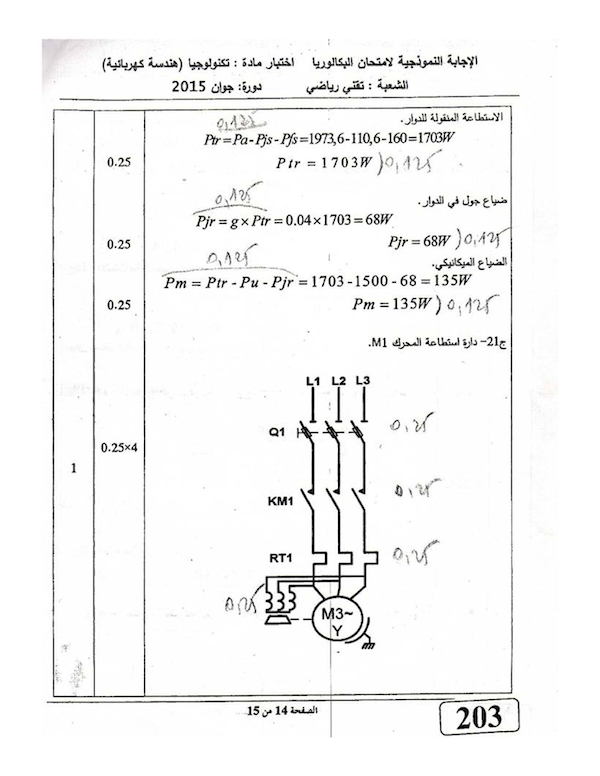 الإجابة النموذجية لامتحان البكالوريا اختبار مادة : تكنولوجيا (هندسة كهربائية)
الشعبة : تقني رياضي دورة: جوان 2015
الاستطاعة المنقولة للدوار.
0,125
Ptr = Pa - Pjs - Pfs = 1973,6 - 110,6 - 160 = 1703W
0.25 Ptr = 1703W ) 0,125
ضياع جول في الدوار.
0,125
Pjr = g × Ptr = 0.04 × 1703 = 68W
0.25 Pjr = 68W ) 0,125
الضياع الميكانيكي.
0,125
Pm = Ptr - Pu - Pjr = 1703 - 1500 - 68 = 135W
0.25 Pm = 135W ) 0,125
ج21- دارة استطاعة المحرك M1.
L1 L2 L3
Q1 0,25
0.25×4
1
KM1 0,25
RT1 0,25
0,25
M3~
Y
الصفحة 14 من 15
203